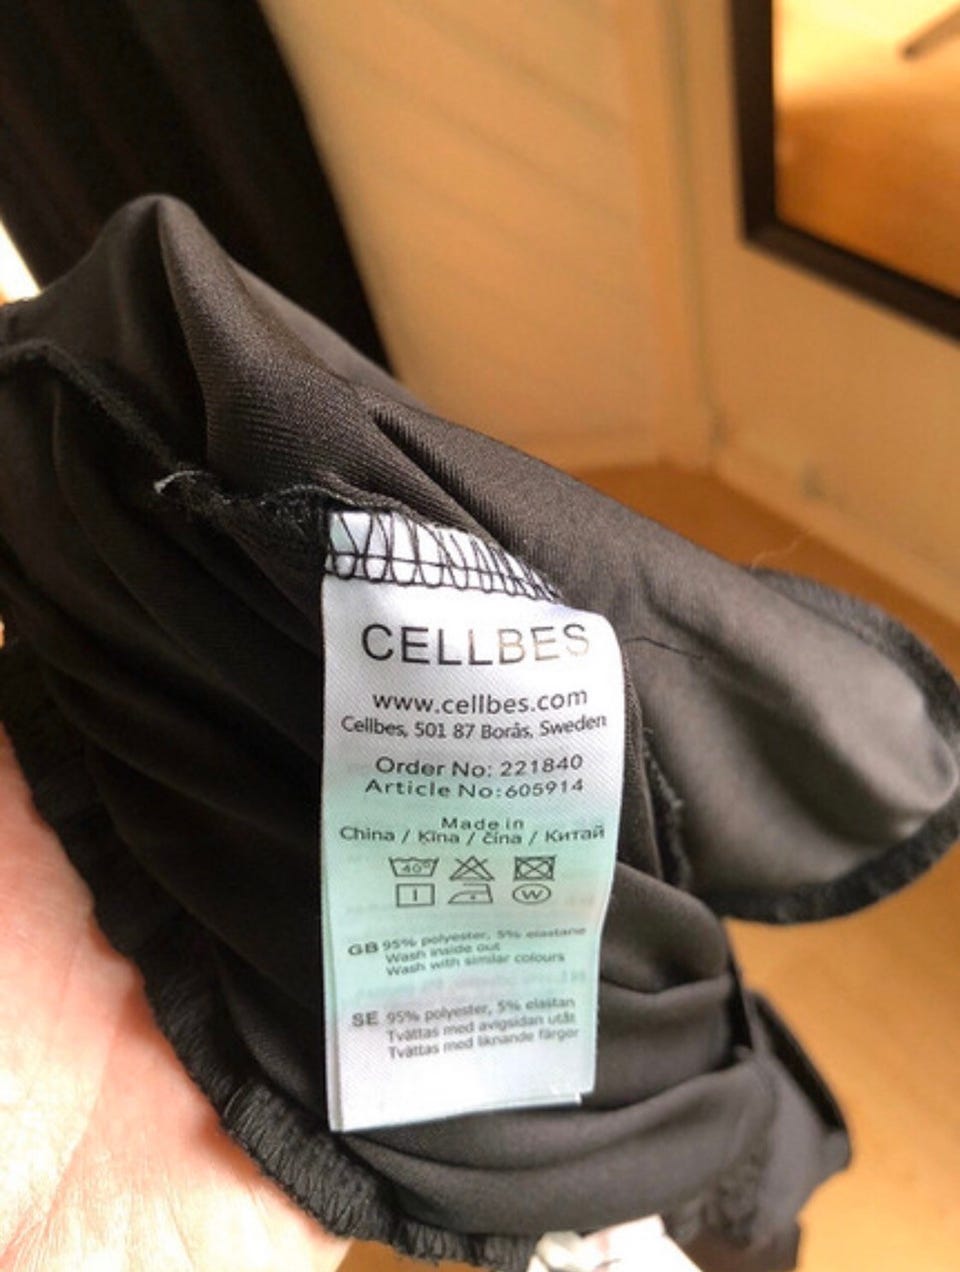 CELLBES
www.cellbes.com
Cellbes, 501 87 Borås, Sweden
Order No: 221840
Article No:605914
Made in
China / Ķīna / čína / Китай
40°
I
W
GB 95% polyester, 5% elastane
Wash inside out
Wash with similar colours
SE 95% polyester, 5% elastan
Tvättas med avigsidan utåt
Tvättas med liknande färger